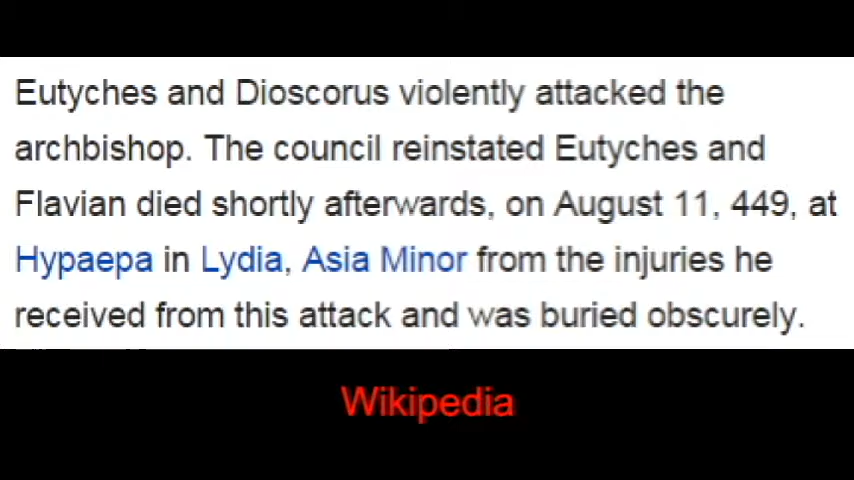 Eutyches and Dioscorus violently attacked the
archbishop. The council reinstated Eutyches and
Flavian died shortly afterwards, on August 11, 449, at
Hypaepa in Lydia, Asia Minor from the injuries he
received from this attack and was buried obscurely.
Wikipedia